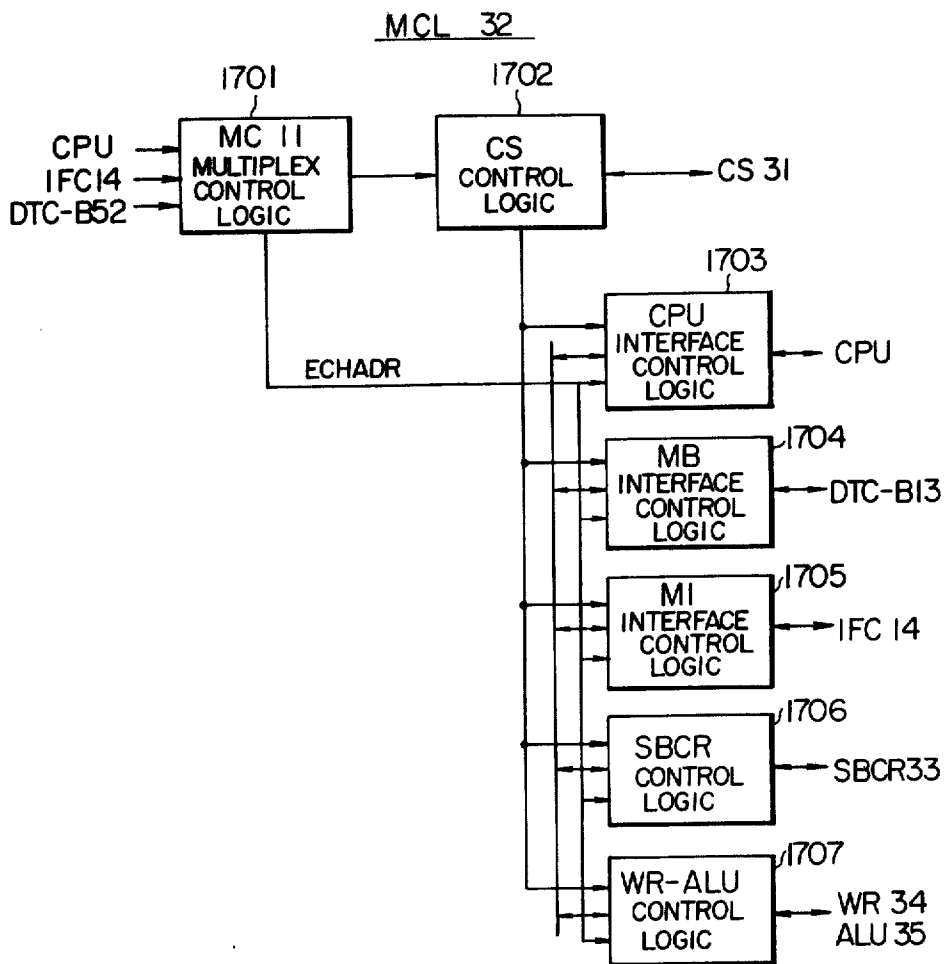 MCL 32
1701
1702
MC 11
MULTIPLEX
CONTROL
LOGIC
CPU
IFC14
DTC-B52
CS
CONTROL
LOGIC
CS 31
1703
CPU
INTERFACE
CONTROL
LOGIC
CPU
ECHADR
1704
MB
INTERFACE
CONTROL
LOGIC
DTC-B13
1705
MI
INTERFACE
CONTROL
LOGIC
IFC 14
1706
SBCR
CONTROL
LOGIC
SBCR33
1707
WR-ALU
CONTROL
LOGIC
WR 34
ALU 35